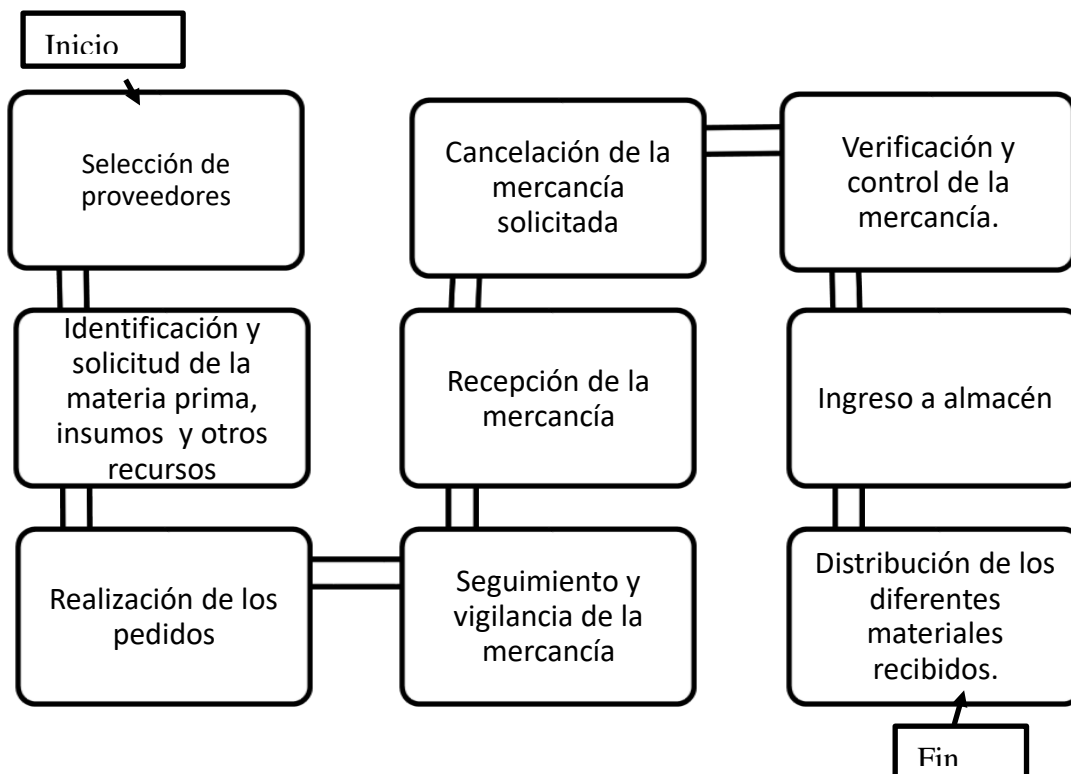 Inicio
Selección de
proveedores
Identificación y
solicitud de la
materia prima,
insumos y otros
recursos
Realización de los
pedidos
Seguimiento y
vigilancia de la
mercancía
Recepción de la
mercancía
Cancelación de la
mercancía
solicitada
Verificación y
control de la
mercancía.
Ingreso a almacén
Distribución de los
diferentes
materiales
recibidos.
Fin